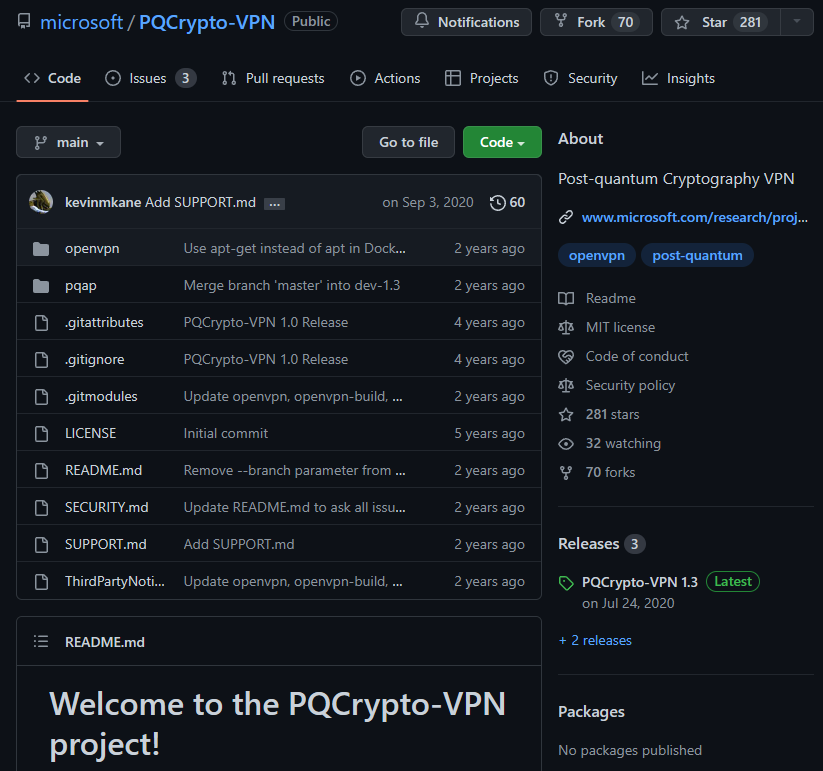 microsoft / PQCrypto-VPN Public Notifications Fork 70 Star 281
Code Issues 3 Pull requests Actions Projects Security Insights
main Go to file Code
kevinmkane Add SUPPORT.md ... on Sep 3, 2020 60
openvpn Use apt-get instead of apt in Dock... 2 years ago
pqap Merge branch 'master' into dev-1.3 2 years ago
.gitattributes PQCrypto-VPN 1.0 Release 4 years ago
.gitignore PQCrypto-VPN 1.0 Release 4 years ago
.gitmodules Update openvpn, openvpn-build, ... 2 years ago
LICENSE Initial commit 5 years ago
README.md Remove --branch parameter from ... 2 years ago
SECURITY.md Update README.md to ask all issu... 2 years ago
SUPPORT.md Add SUPPORT.md 2 years ago
ThirdPartyNoti... Update openvpn, openvpn-build, ... 2 years ago
README.md
Welcome to the PQCrypto-VPN
project!
About
Post-quantum Cryptography VPN
www.microsoft.com/research/proj...
openvpn post-quantum
Readme
MIT license
Code of conduct
Security policy
281 stars
32 watching
70 forks
Releases 3
PQCrypto-VPN 1.3 Latest
on Jul 24, 2020
+ 2 releases
Packages
No packages published